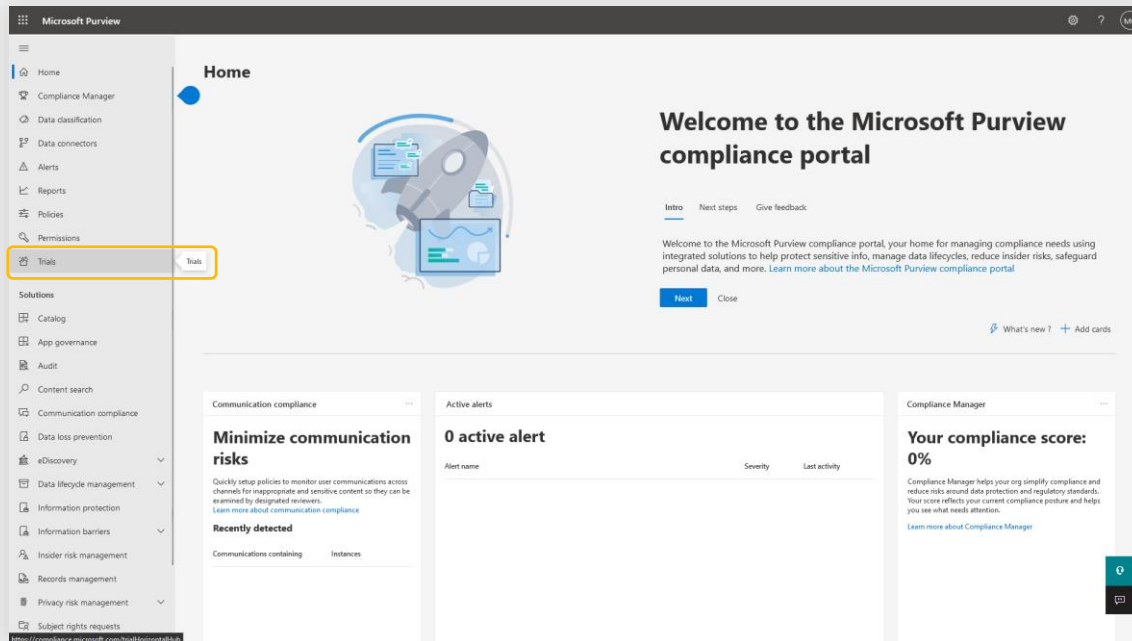 Microsoft Purview
?
Home
Compliance Manager
Data classification
Data connectors
Alerts
Reports
Policies
Permissions
Trials
Trials
Solutions
Catalog
App governance
Audit
Content search
Communication compliance
Data loss prevention
eDiscovery
Data lifecycle management
Information protection
Information barriers
Insider risk management
Records management
Privacy risk management
Subject rights requests
https://compliance.microsoft.com/trialHorizontalHub
Home
Welcome to the Microsoft Purview
compliance portal
Intro Next steps Give feedback
Welcome to the Microsoft Purview compliance portal, your home for managing compliance needs using
integrated solutions to help protect sensitive info, manage data lifecycles, reduce insider risks, safeguard
personal data, and more. Learn more about the Microsoft Purview compliance portal
Next Close
What's new ? + Add cards
Communication compliance ...
Minimize communication
risks
Quickly setup policies to monitor user communications across
channels for inappropriate and sensitive content so they can be
examined by designated reviewers.
Learn more about communication compliance
Recently detected
Communications containing Instances
Active alerts
0 active alert
Alert name Severity Last activity
Compliance Manager ...
Your compliance score:
0%
Compliance Manager helps your org simplify compliance and
reduce risks around data protection and regulatory standards.
Your score reflects your current compliance posture and helps
you see what needs attention.
Learn more about Compliance Manager